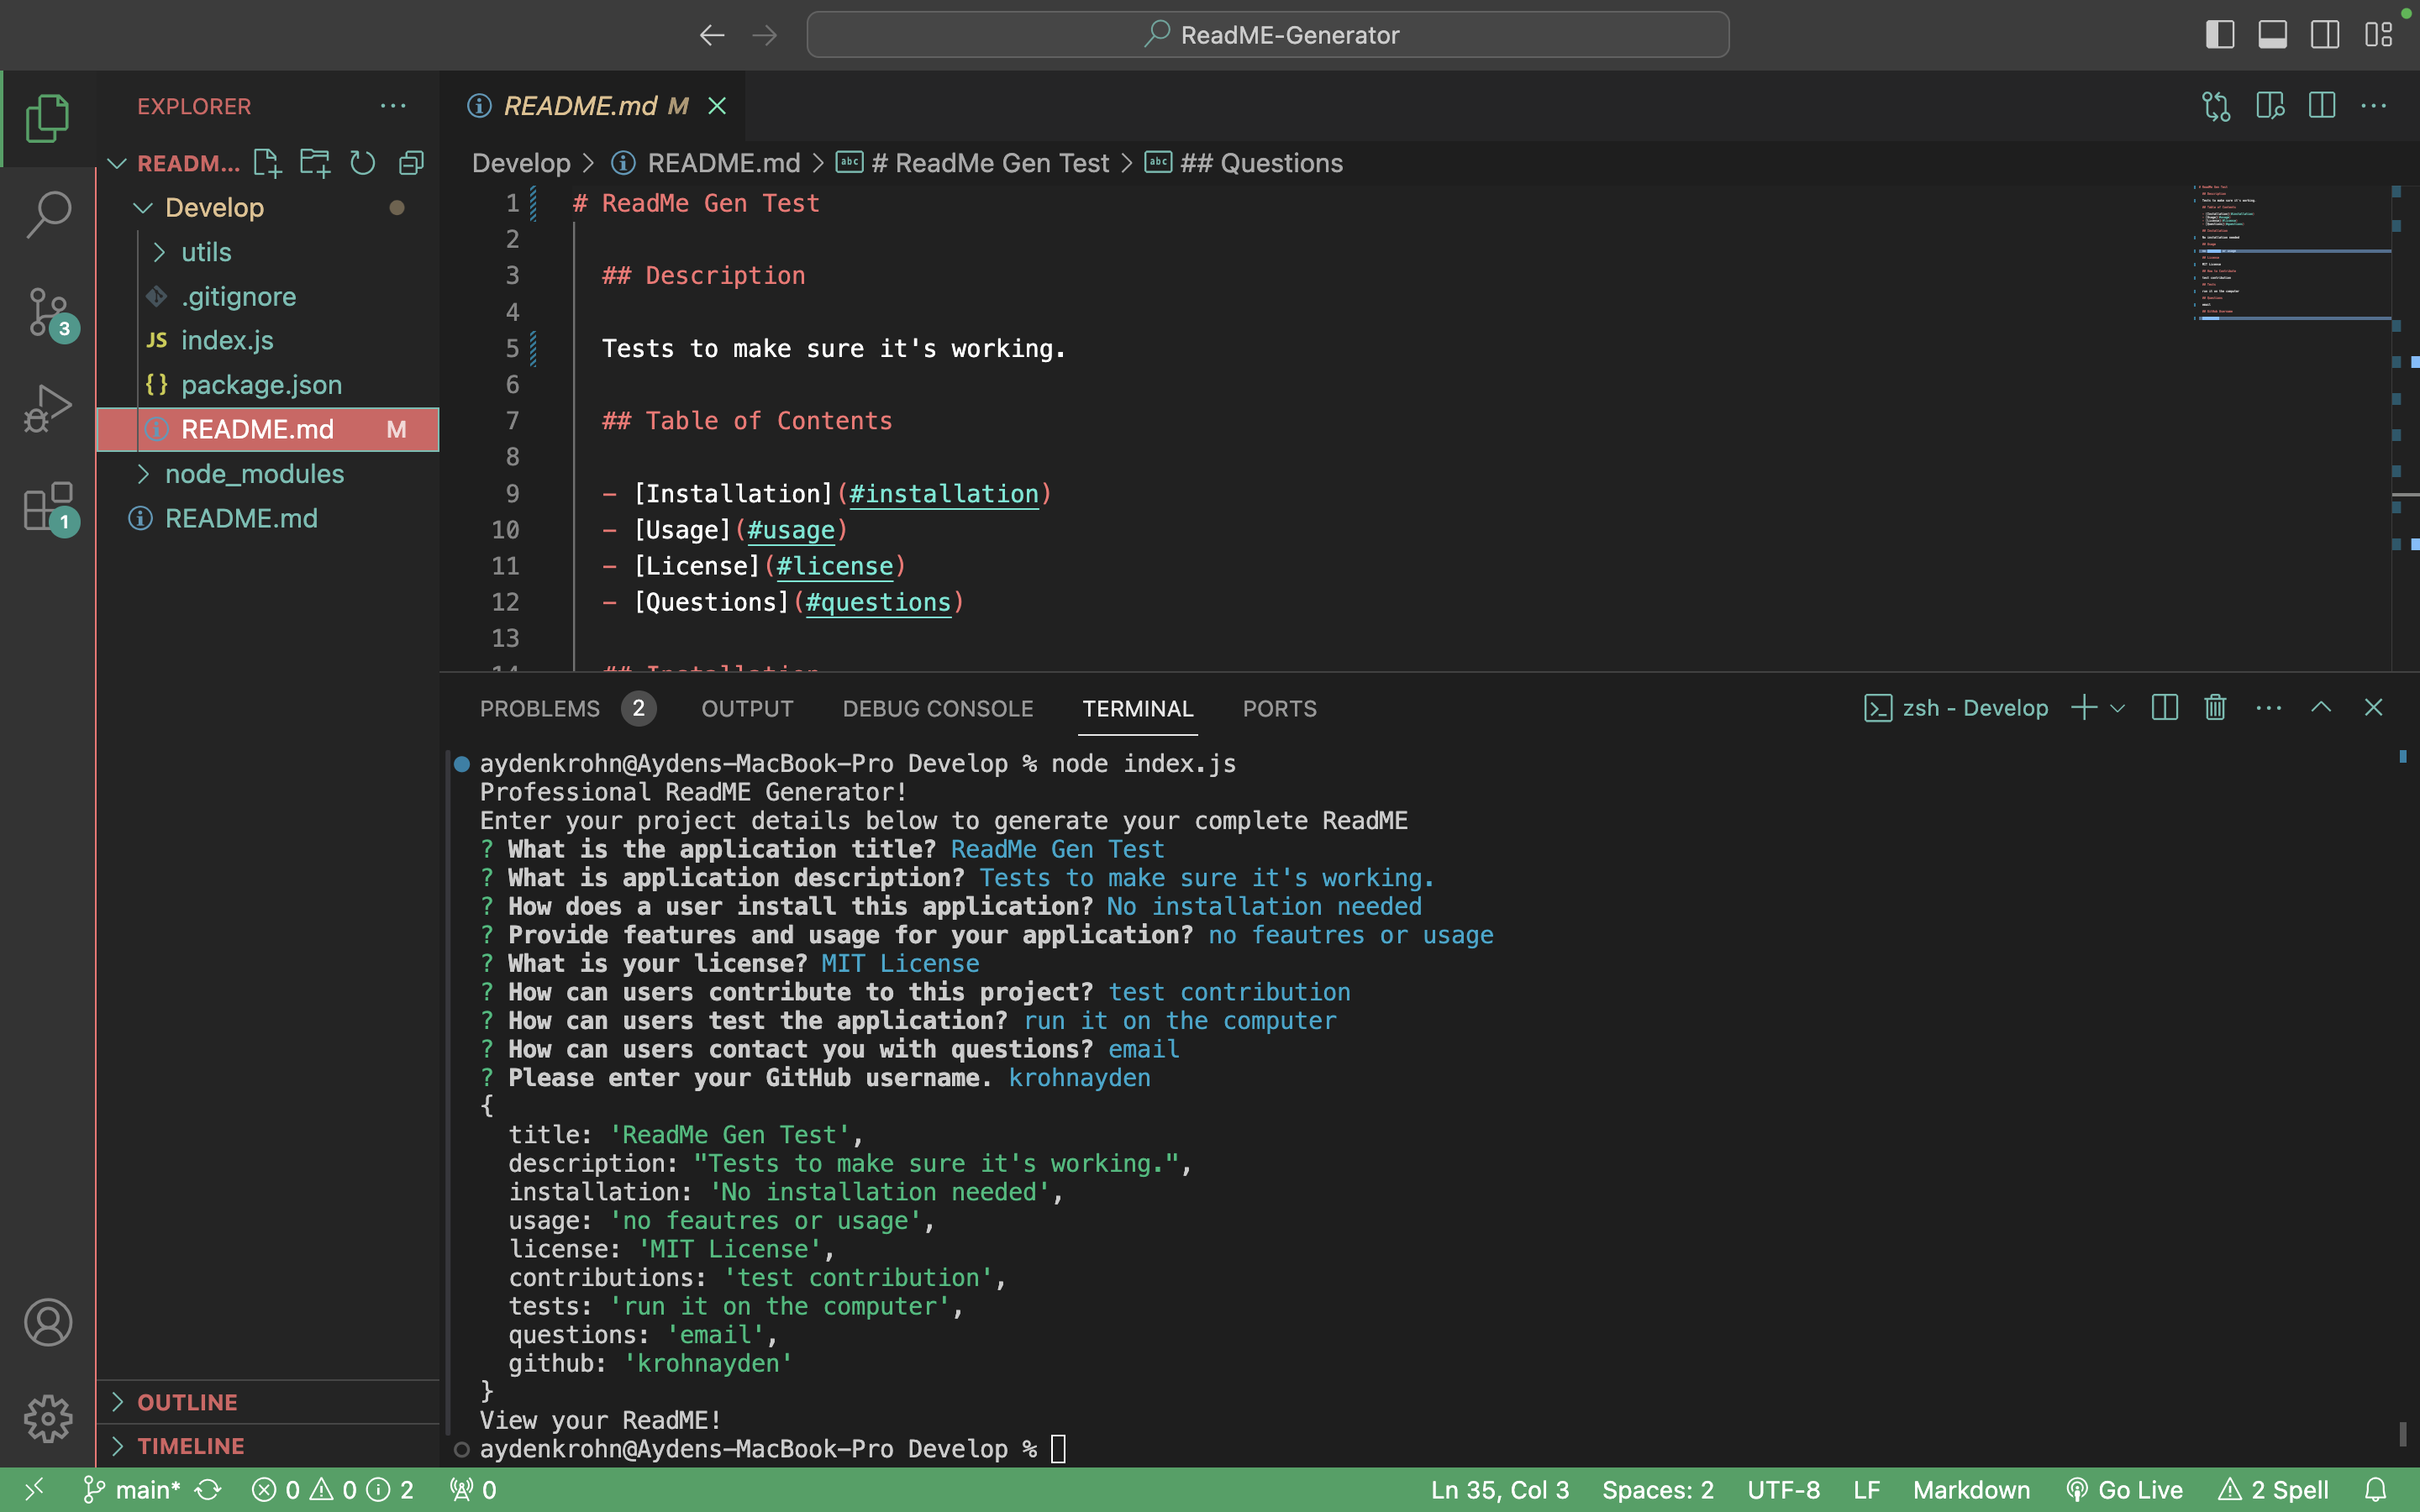 ReadME-Generator
EXPLORER
README.md M
READM...
Develop > README.md > # ReadMe Gen Test > ## Questions
Develop
utils
.gitignore
JS index.js
{} package.json
README.md M
node_modules
README.md
3
1
1 # ReadMe Gen Test
2
3 ## Description
4
5 Tests to make sure it's working.
6
7 ## Table of Contents
8
9 - [Installation](#installation)
10 - [Usage](#usage)
11 - [License](#license)
12 - [Questions](#questions)
13
14 ## Installation
PROBLEMS 2 OUTPUT DEBUG CONSOLE TERMINAL PORTS
zsh - Develop
aydenkrohn@Aydens-MacBook-Pro Develop % node index.js
Professional ReadME Generator!
Enter your project details below to generate your complete ReadME
? What is the application title? ReadMe Gen Test
? What is application description? Tests to make sure it's working.
? How does a user install this application? No installation needed
? Provide features and usage for your application? no feautres or usage
? What is your license? MIT License
? How can users contribute to this project? test contribution
? How can users test the application? run it on the computer
? How can users contact you with questions? email
? Please enter your GitHub username. krohnayden
{
title: 'ReadMe Gen Test',
description: "Tests to make sure it's working.",
installation: 'No installation needed',
usage: 'no feautres or usage',
license: 'MIT License',
contributions: 'test contribution',
tests: 'run it on the computer',
questions: 'email',
github: 'krohnayden'
}
View your ReadME!
aydenkrohn@Aydens-MacBook-Pro Develop %
OUTLINE
TIMELINE
main* 0 0 2 0 Ln 35, Col 3 Spaces: 2 UTF-8 LF Markdown Go Live 2 Spell